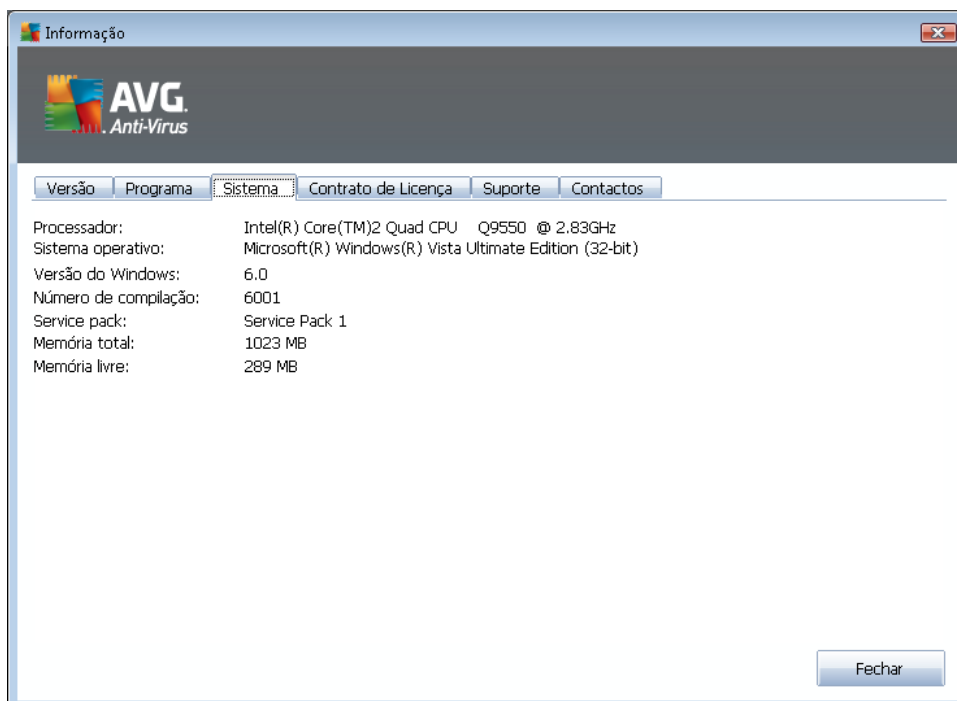 Informação
AVG.
Anti-Virus
Versão Programa Sistema Contrato de Licença Suporte Contactos
Processador: Intel(R) Core(TM)2 Quad CPU Q9550 @ 2.83GHz
Sistema operativo: Microsoft(R) Windows(R) Vista Ultimate Edition (32-bit)
Versão do Windows: 6.0
Número de compilação: 6001
Service pack: Service Pack 1
Memória total: 1023 MB
Memória livre: 289 MB
Fechar